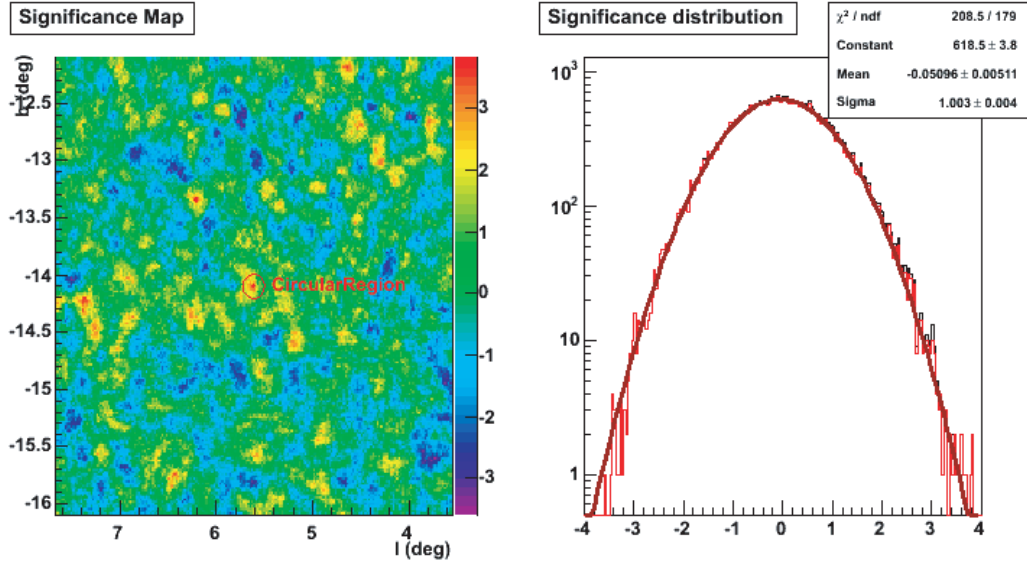 Significance Map
b (deg)
-12.5
-13
-13.5
-14
-14.5
-15
-15.5
-16
CircularRegion
7
6
5
4
l (deg)
3
2
1
0
-1
-2
-3
Significance distribution
χ² / ndf 208.5 / 179
Constant 618.5 ± 3.8
Mean -0.05096 ± 0.00511
Sigma 1.003 ± 0.004
10³
10²
10
1
-4 -3 -2 -1 0 1 2 3 4